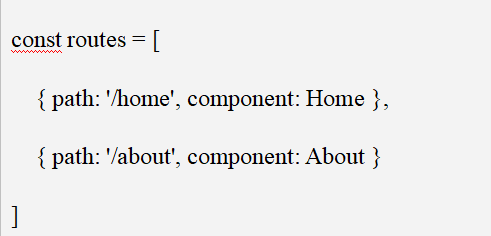 const routes = [
{ path: '/home', component: Home },
{ path: '/about', component: About }
]